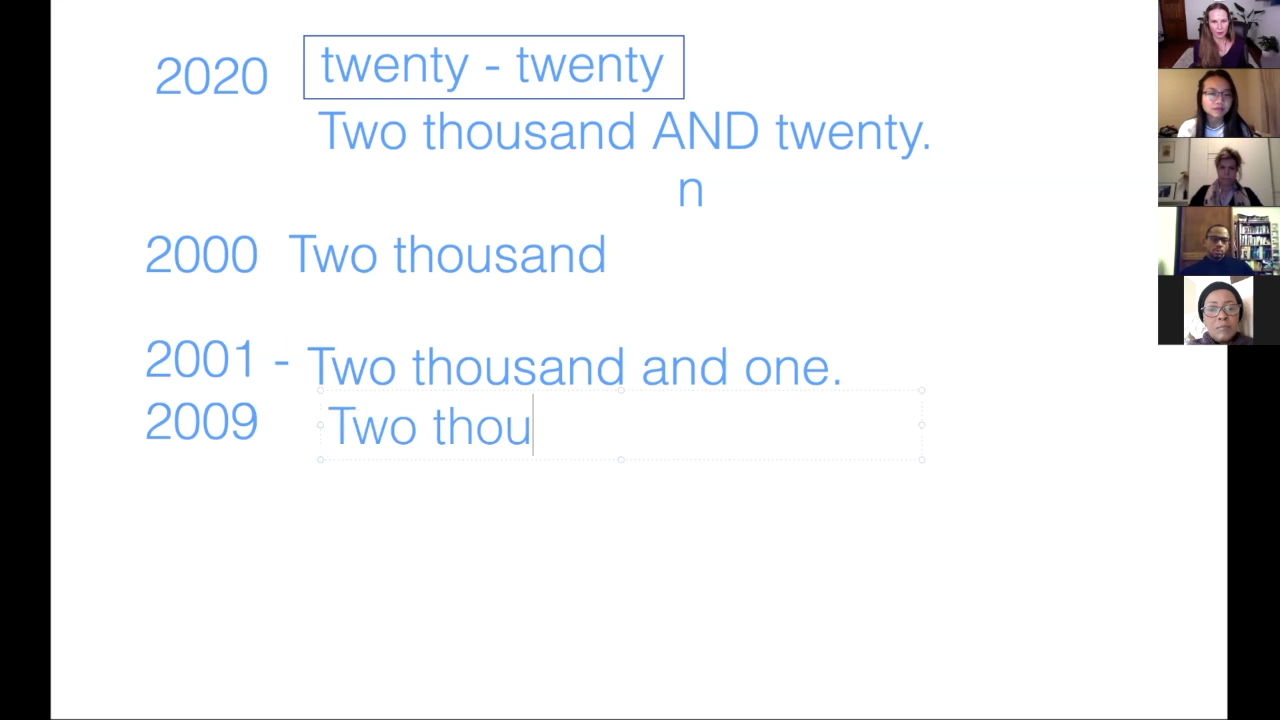 2020 twenty - twenty
Two thousand AND twenty.
n
2000 Two thousand
2001 - Two thousand and one.
2009 Two thou